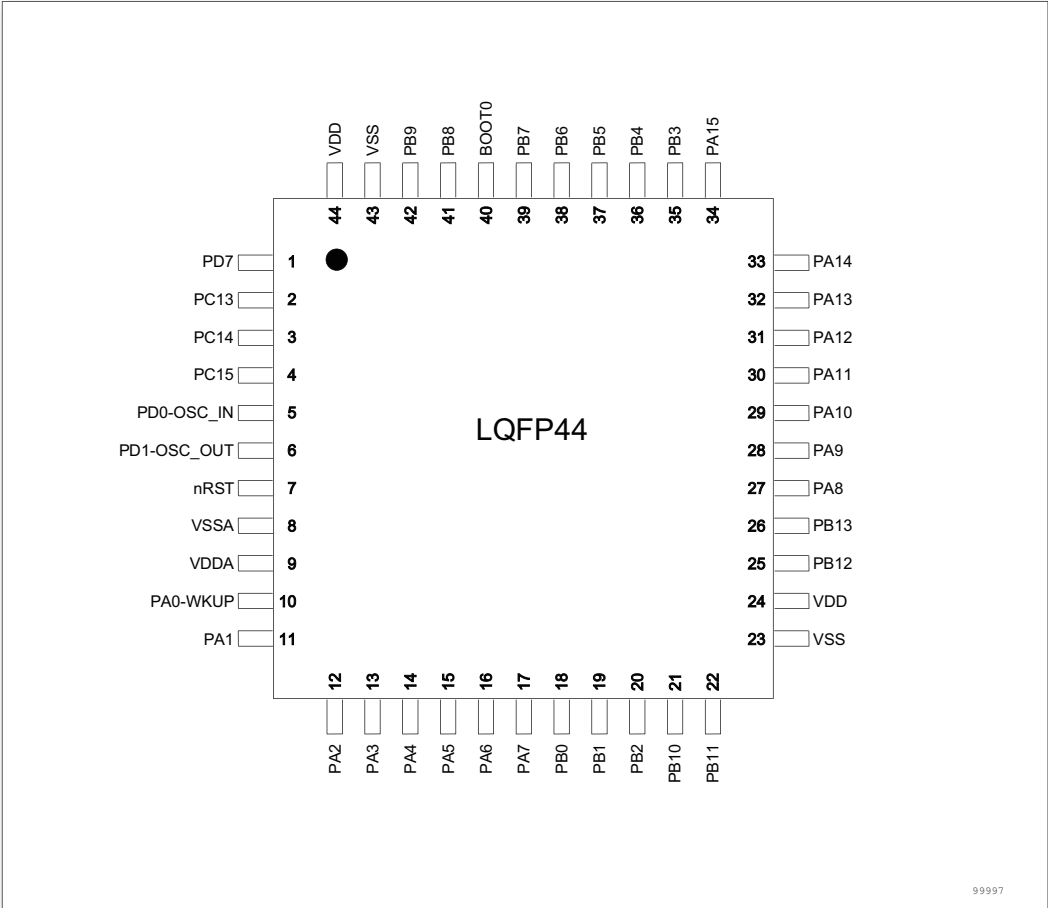 VDD
VSS
PB9
PB8
BOOT0
PB7
PB6
PB5
PB4
PB3
PA15
44
43
42
41
40
39
38
37
36
35
34
PD7 1
PC13 2
PC14 3
PC15 4
PD0-OSC_IN 5
PD1-OSC_OUT 6
nRST 7
VSSA 8
VDDA 9
PA0-WKUP 10
PA1 11
LQFP44
33 PA14
32 PA13
31 PA12
30 PA11
29 PA10
28 PA9
27 PA8
26 PB13
25 PB12
24 VDD
23 VSS
12
13
14
15
16
17
18
19
20
21
22
PA2
PA3
PA4
PA5
PA6
PA7
PB0
PB1
PB2
PB10
PB11
99997